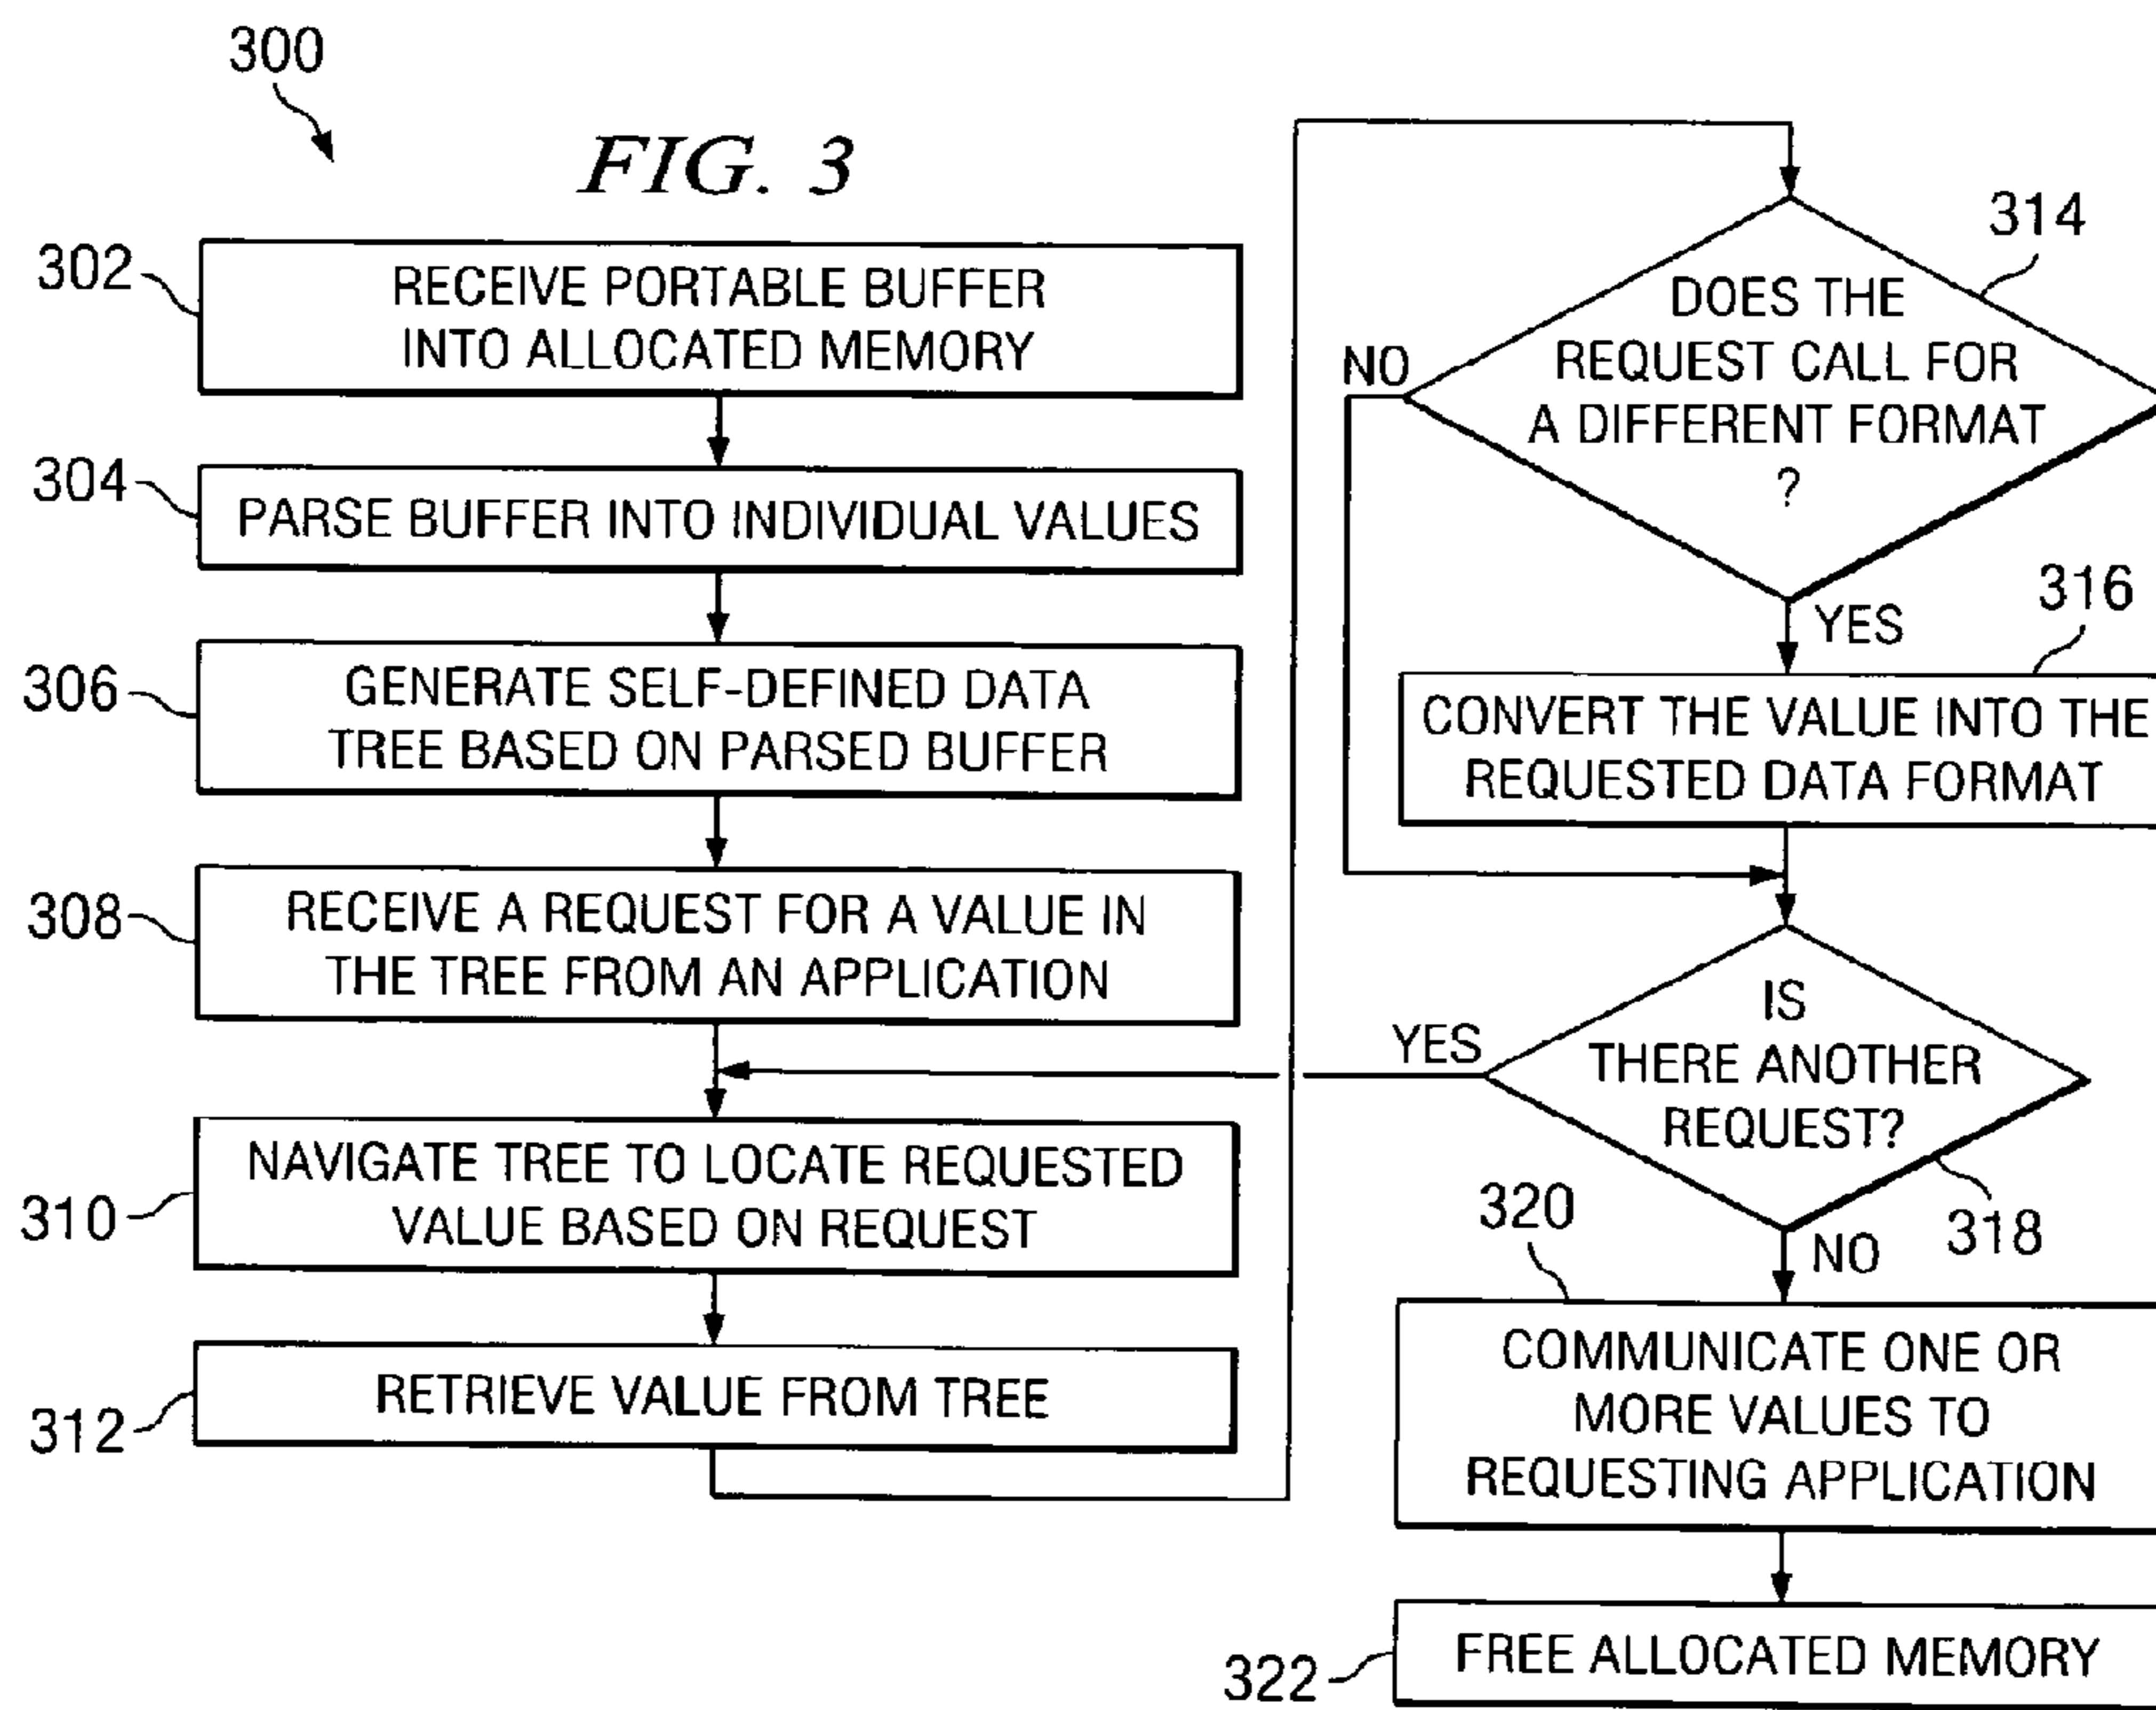 300
FIG. 3
302
RECEIVE PORTABLE BUFFER
INTO ALLOCATED MEMORY
304
PARSE BUFFER INTO INDIVIDUAL VALUES
306
GENERATE SELF-DEFINED DATA
TREE BASED ON PARSED BUFFER
308
RECEIVE A REQUEST FOR A VALUE IN
THE TREE FROM AN APPLICATION
310
NAVIGATE TREE TO LOCATE REQUESTED
VALUE BASED ON REQUEST
312
RETRIEVE VALUE FROM TREE
314
DOES THE
REQUEST CALL FOR
A DIFFERENT FORMAT
?
NO
YES
316
CONVERT THE VALUE INTO THE
REQUESTED DATA FORMAT
IS
THERE ANOTHER
REQUEST?
YES
318
NO
320
COMMUNICATE ONE OR
MORE VALUES TO
REQUESTING APPLICATION
322
FREE ALLOCATED MEMORY